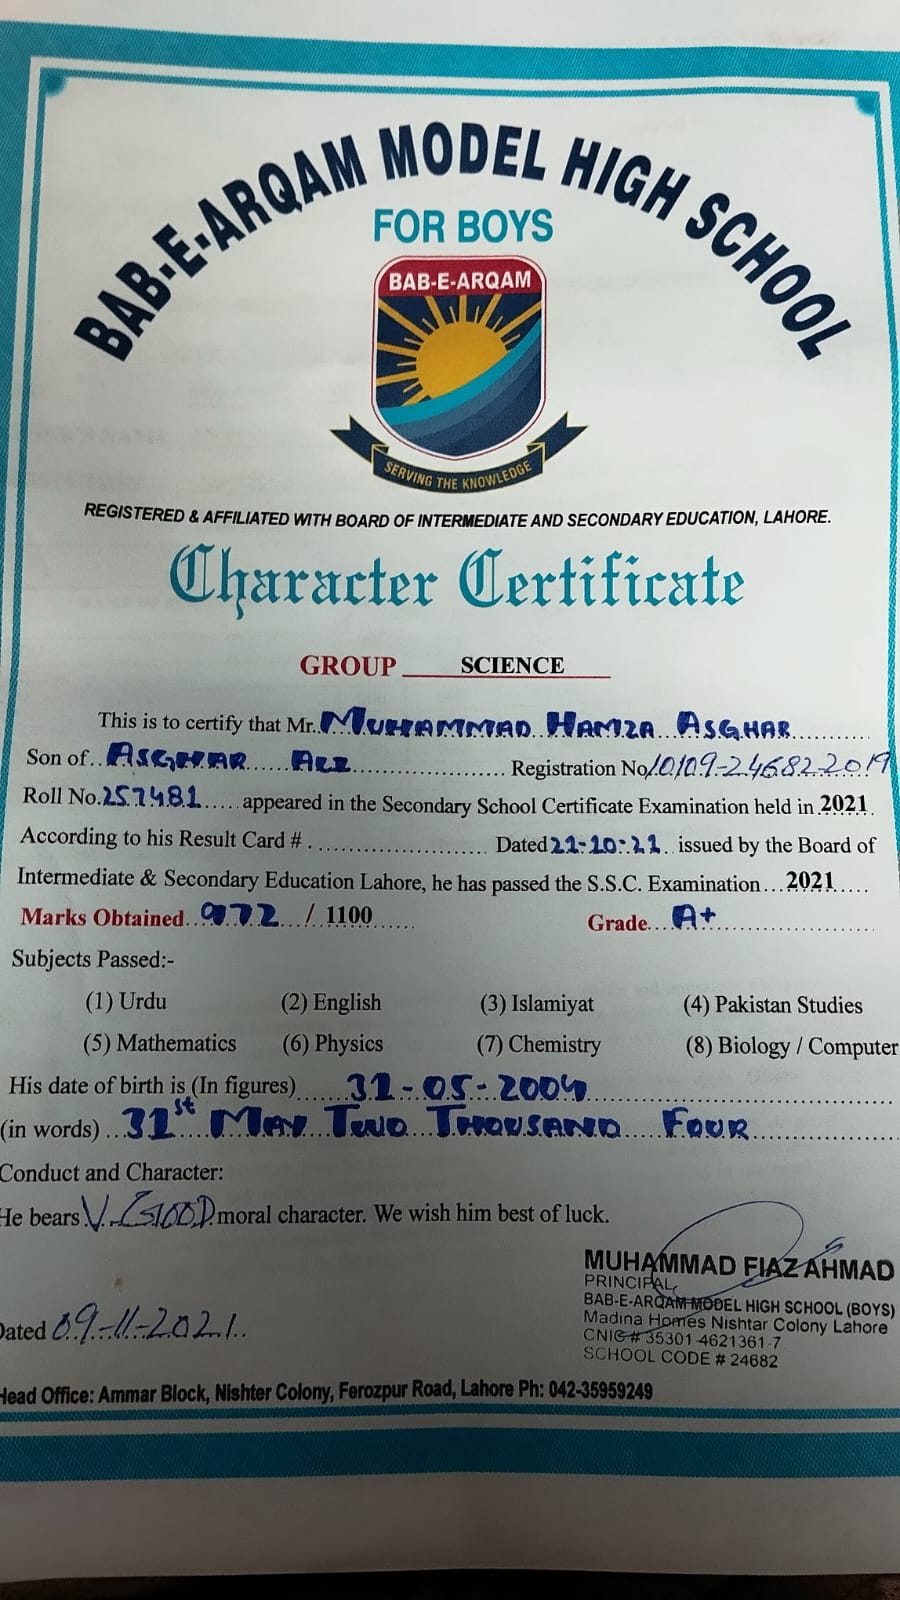 BAB-E-ARQAM MODEL HIGH SCHOOL
FOR BOYS
BAB-E-ARQAM
SERVING THE KNOWLEDGE
REGISTERED & AFFILIATED WITH BOARD OF INTERMEDIATE AND SECONDARY EDUCATION, LAHORE.
Character Certificate
GROUP SCIENCE
This is to certify that Mr. MUHAMMAD HAMZA ASGHAR
Son of ASGHAR ALI Registration No. 10109-24682-2019
Roll No. 257481 appeared in the Secondary School Certificate Examination held in 2021
According to his Result Card # Dated 21-10-21 issued by the Board of
Intermediate & Secondary Education Lahore, he has passed the S.S.C. Examination 2021
Marks Obtained 972 / 1100 Grade A+
Subjects Passed:-
(1) Urdu (2) English (3) Islamiyat (4) Pakistan Studies
(5) Mathematics (6) Physics (7) Chemistry (8) Biology / Computer
His date of birth is (In figures) 31-05-2004
(in words) 31st MAY TWO THOUSAND FOUR
Conduct and Character:
He bears V.GOOD moral character. We wish him best of luck.
MUHAMMAD FIAZ AHMAD
PRINCIPAL
BAB-E-ARQAM MODEL HIGH SCHOOL (BOYS)
Madina Homes Nishtar Colony Lahore
CNIC # 35301-4621361-7
SCHOOL CODE # 24682
Dated 09-11-2021
Head Office: Ammar Block, Nishter Colony, Ferozpur Road, Lahore Ph: 042-35959249